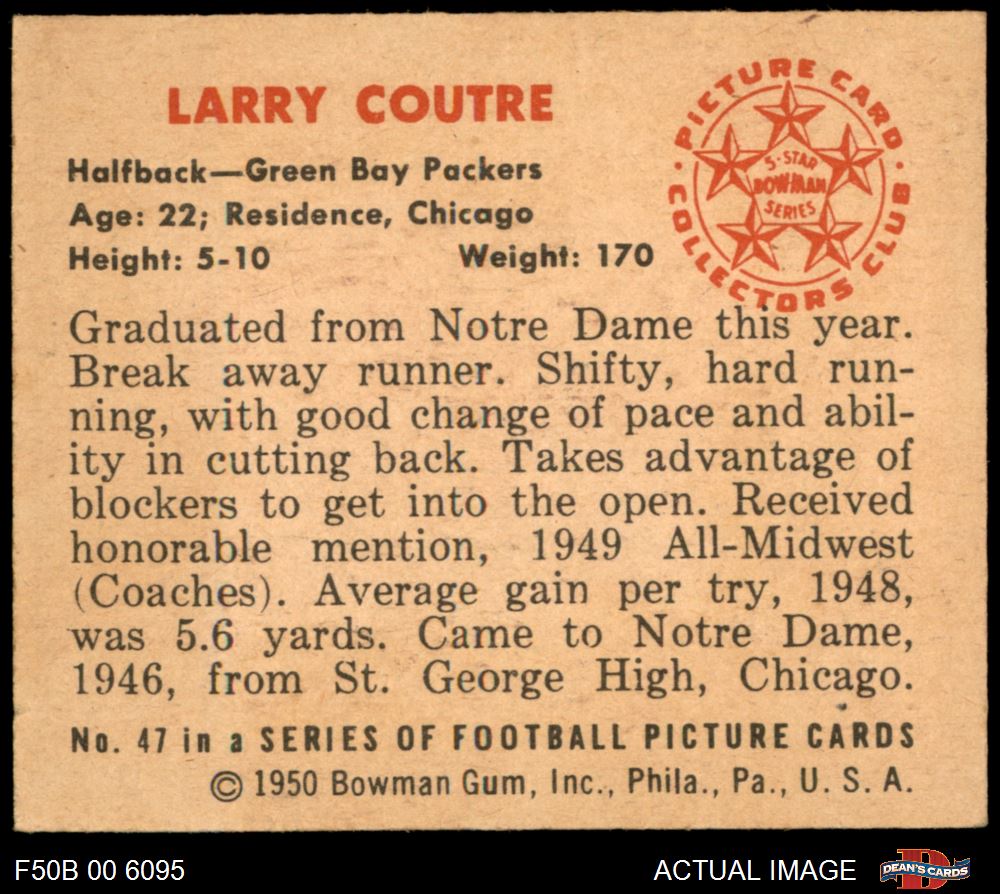 LARRY COUTRE
Halfback—Green Bay Packers
Age: 22; Residence, Chicago
Height: 5-10 Weight: 170
PICTURE CARD
COLLECTORS CLUB
5-STAR
BOWMAN
SERIES
Graduated from Notre Dame this year.
Break away runner. Shifty, hard run-
ning, with good change of pace and abil-
ity in cutting back. Takes advantage of
blockers to get into the open. Received
honorable mention, 1949 All-Midwest
(Coaches). Average gain per try, 1948,
was 5.6 yards. Came to Notre Dame,
1946, from St. George High, Chicago.
No. 47 in a SERIES OF FOOTBALL PICTURE CARDS
© 1950 Bowman Gum, Inc., Phila., Pa., U. S. A.
F50B 00 6095
ACTUAL IMAGE
DEAN'S CARDS